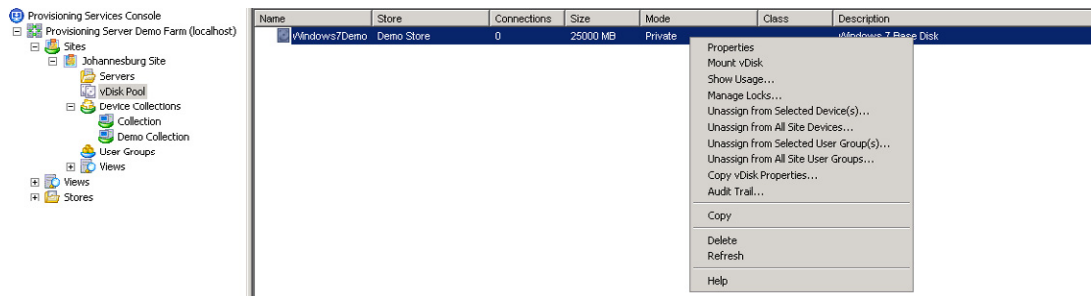 Provisioning Services Console
Provisioning Server Demo Farm (localhost)
Sites
Johannesburg Site
Servers
vDisk Pool
Device Collections
Collection
Demo Collection
User Groups
Views
Views
Stores
Name Store Connections Size Mode Class Description
Windows7Demo Demo Store 0 25000 MB Private Windows 7 Base Disk
Properties
Mount vDisk
Show Usage...
Manage Locks...
Unassign from Selected Device(s)...
Unassign from All Site Devices...
Unassign from Selected User Group(s)...
Unassign from All Site User Groups...
Copy vDisk Properties...
Audit Trail...
Copy
Delete
Refresh
Help